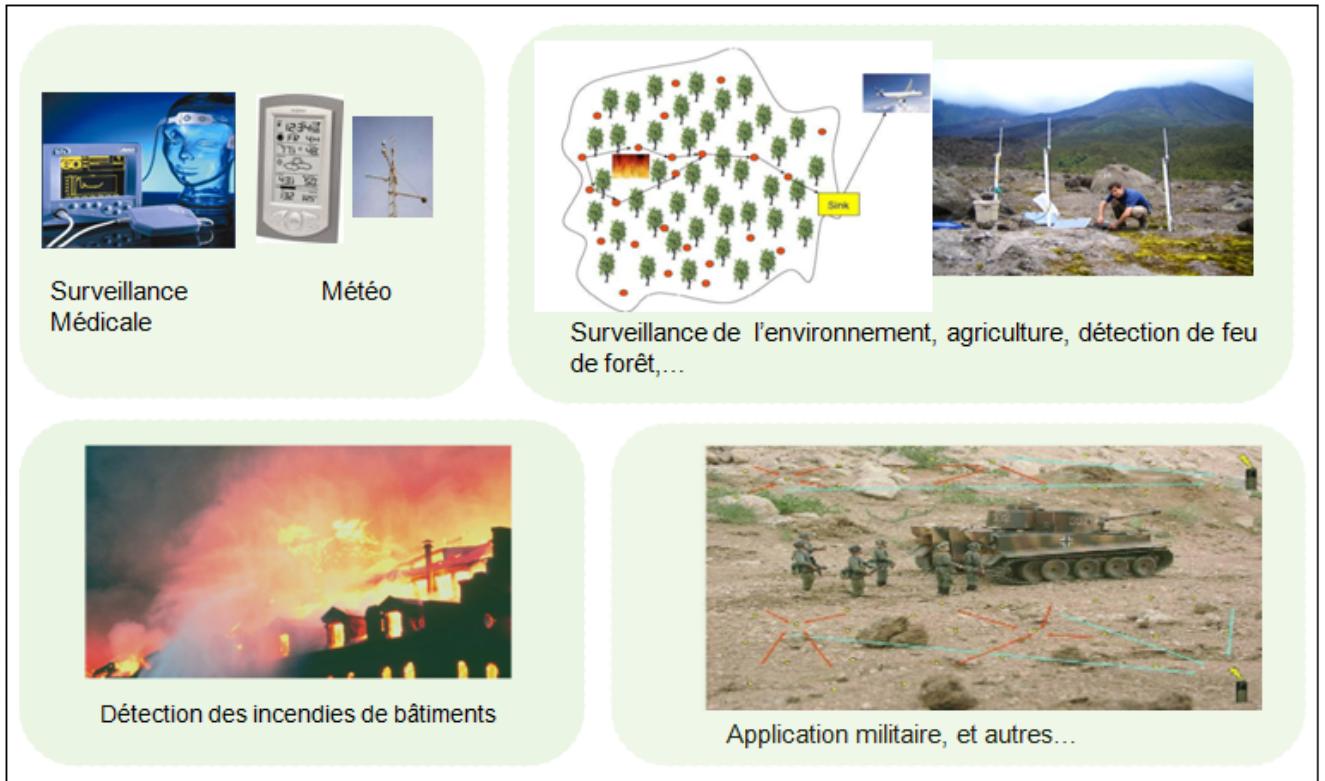 Surveillance
Médicale
Météo
Sink
Surveillance de l'environnement, agriculture, détection de feu
de forêt,...
Détection des incendies de bâtiments
Application militaire, et autres...